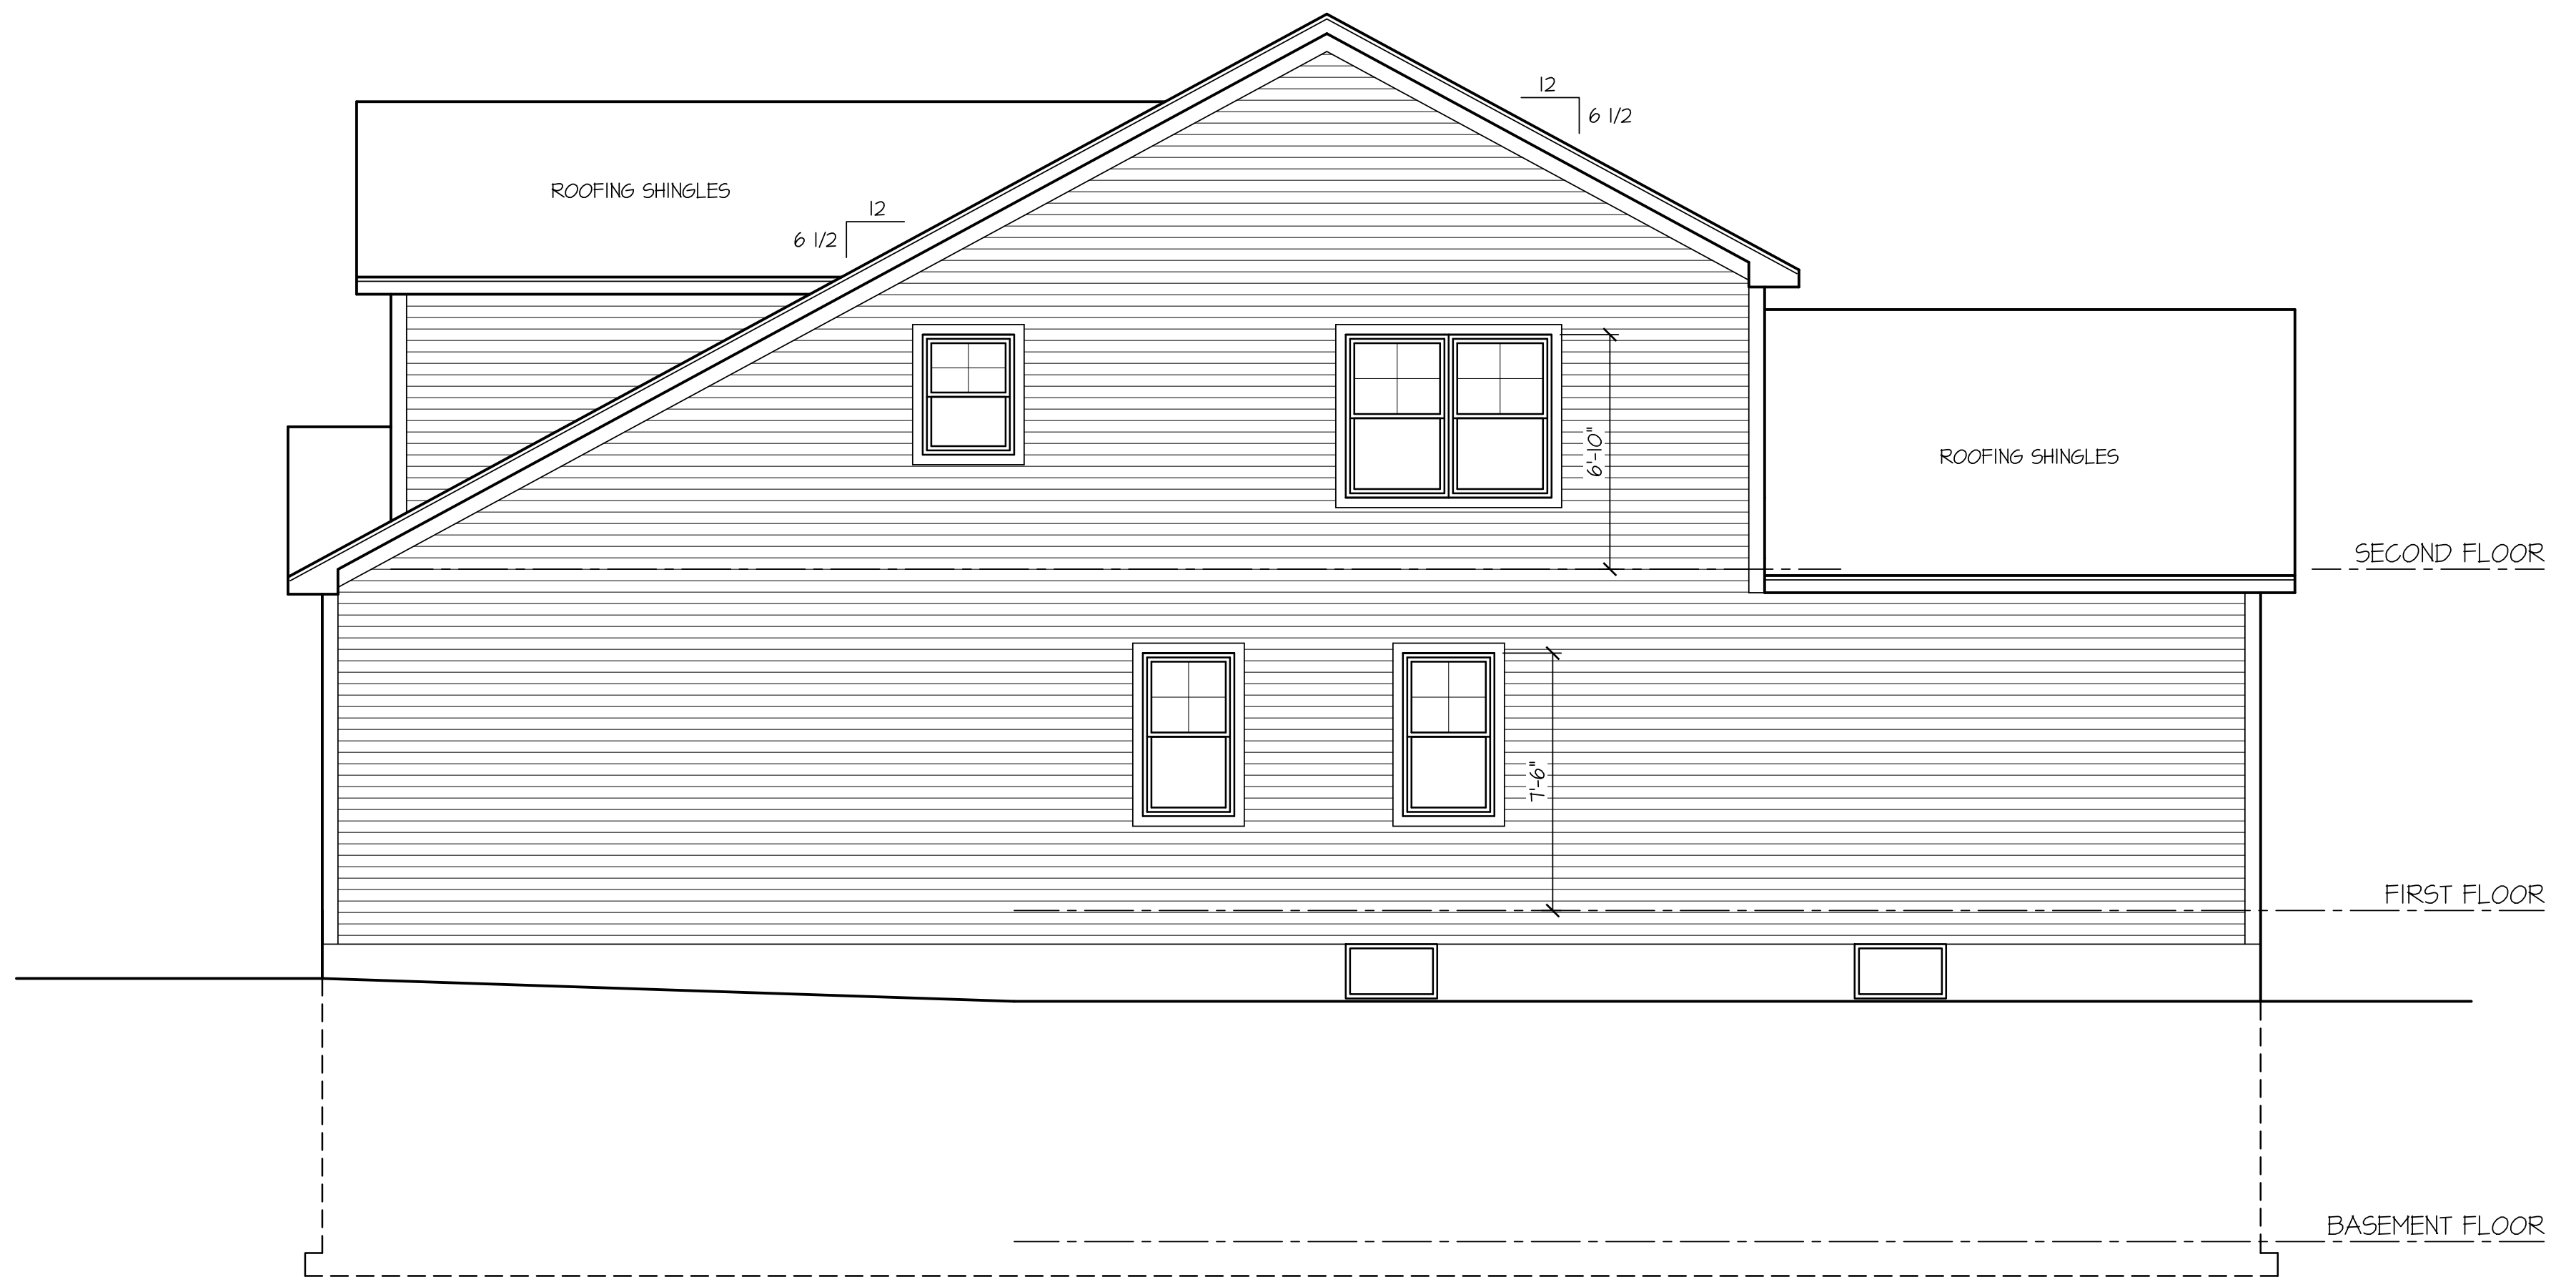 12
6 1/2
ROOFING SHINGLES
12
6 1/2
6'-10"
ROOFING SHINGLES
SECOND FLOOR
7'-6"
FIRST FLOOR
BASEMENT FLOOR